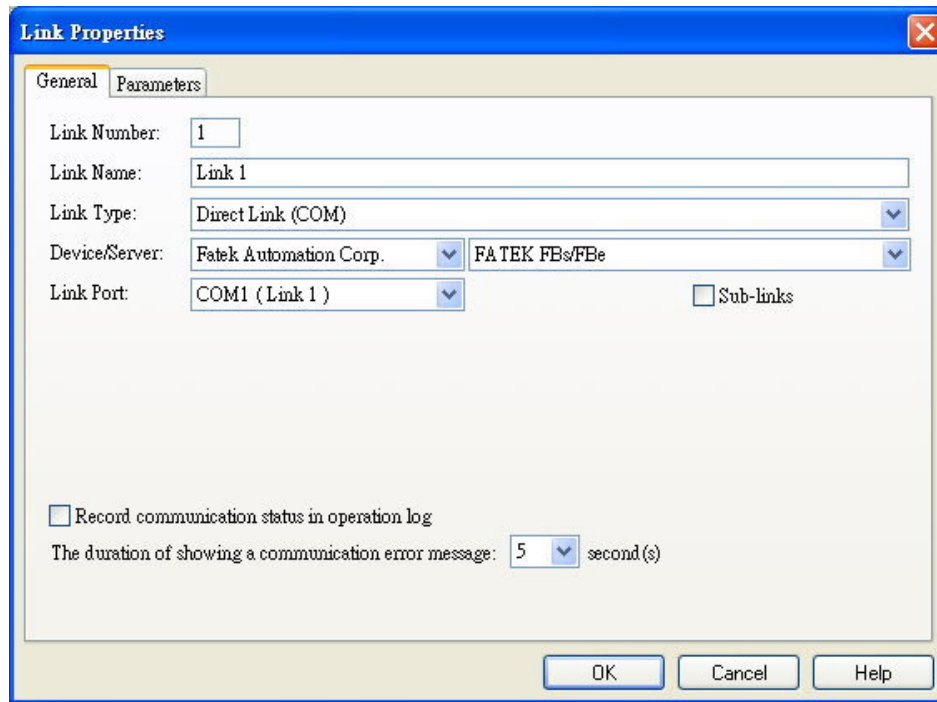 Link Properties
General Parameters
Link Number: 1
Link Name: Link 1
Link Type: Direct Link (COM)
Device/Server: Fatek Automation Corp. FATEK FBs/FBe
Link Port: COM1 ( Link 1 ) Sub-links
Record communication status in operation log
The duration of showing a communication error message: 5 second(s)
OK Cancel Help